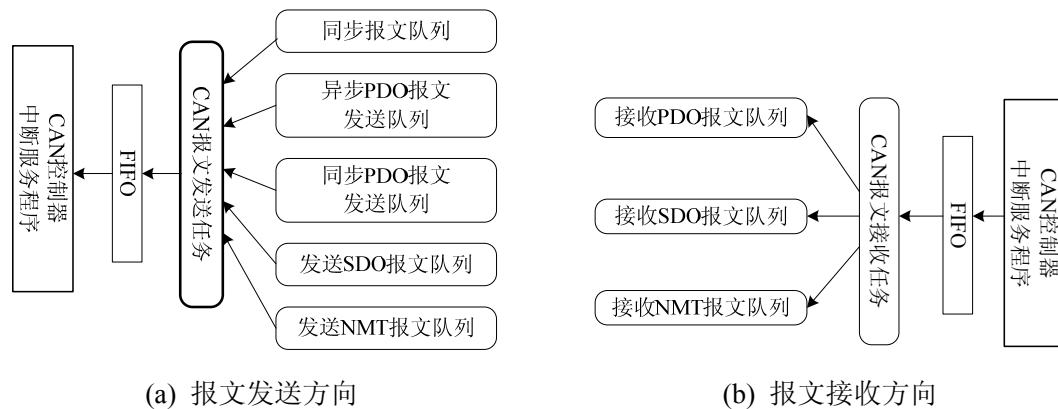 同步报文队列
异步PDO报文
发送队列
同步PDO报文
发送队列
发送SDO报文队列
发送NMT报文队列
CAN报文发送任务
FIFO
CAN控制器
中断服务程序
(a) 报文发送方向
接收PDO报文队列
接收SDO报文队列
接收NMT报文队列
CAN报文接收任务
FIFO
CAN控制器
中断服务程序
(b) 报文接收方向